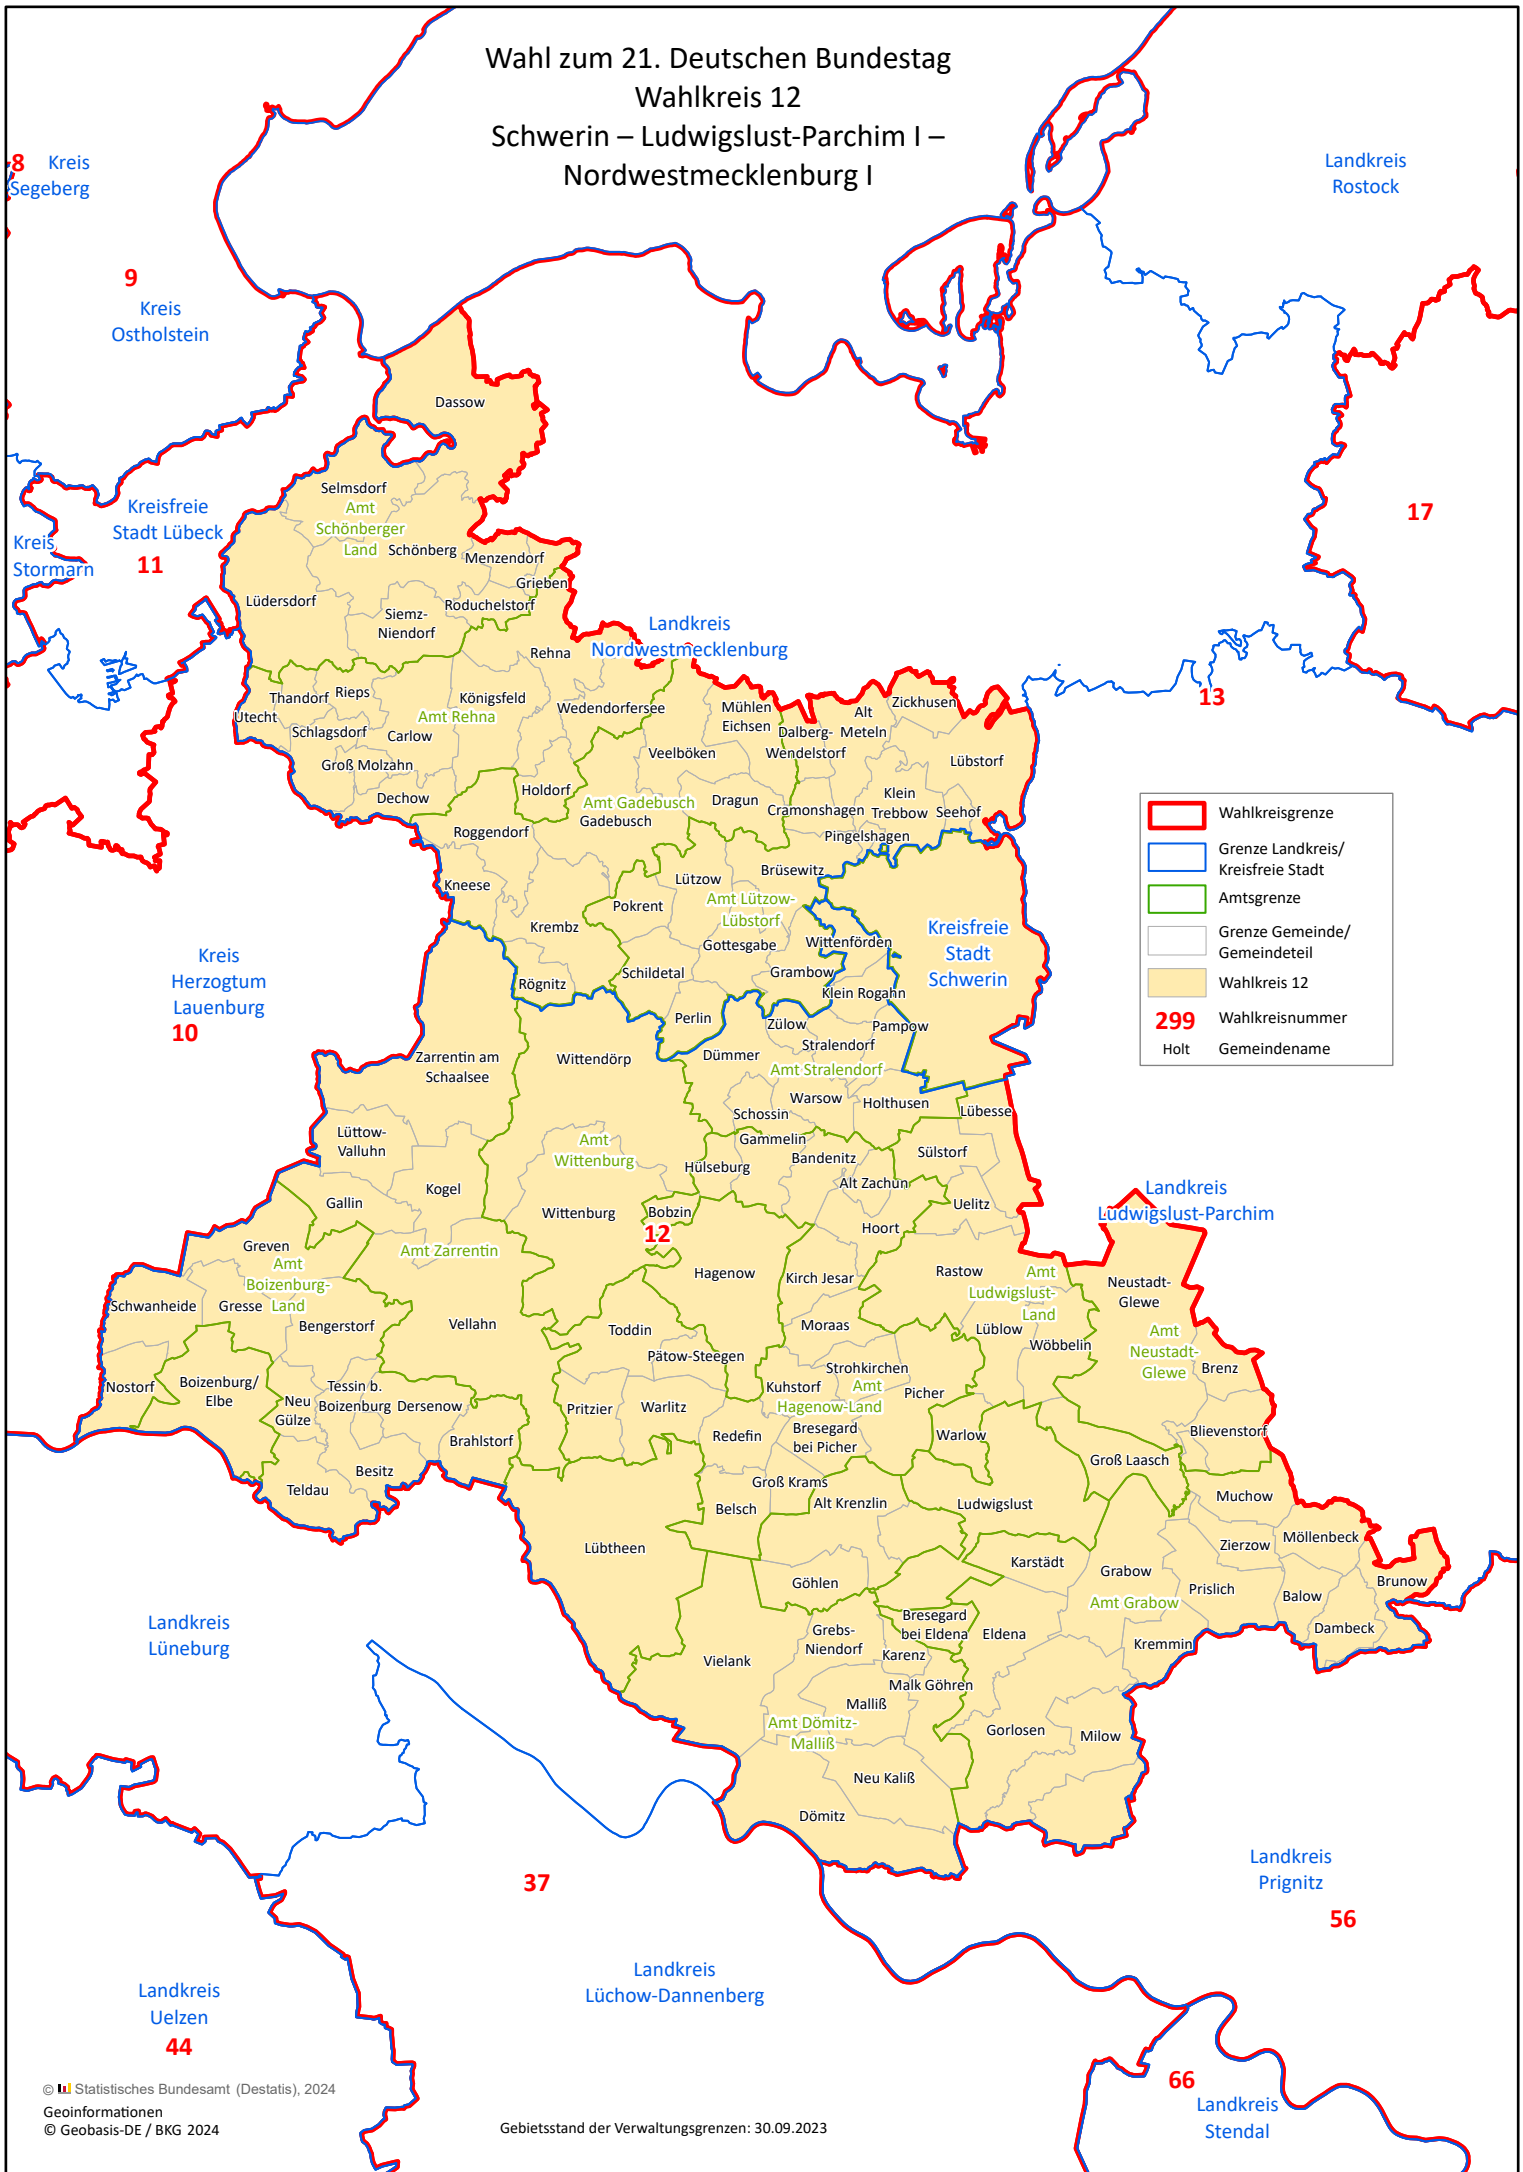 Wahl zum 21. Deutschen Bundestag
Wahlkreis 12
Schwerin – Ludwigslust-Parchim I –
Nordwestmecklenburg I
8
Kreis
Segeberg
Landkreis
Rostock
9
Kreis
Ostholstein
Dassow
Kreisfreie
Stadt Lübeck
11
Kreis
Stormarn
17
Selmsdorf
Amt
Schönberger
Land
Schönberg
Menzendorf
Grieben
Lüdersdorf
Siemz-
Niendorf
Roduchelstorf
Landkreis
Nordwestmecklenburg
13
Rehna
Thandorf
Rieps
Königsfeld
Wedendorfersee
Utecht
Amt Rehna
Schlagsdorf
Carlow
Groß Molzahn
Dechow
Holdorf
Mühlen
Eichsen
Dalberg-
Wendelstorf
Alt
Meteln
Zickhusen
Veelböken
Lübstorf
Amt Gadebusch
Gadebusch
Dragun
Cramonshagen
Klein
Trebbow
Seehof
Pingelshagen
Roggendorf
Kneese
Lützow
Brüsewitz
Pokrent
Amt Lützow-
Lübstorf
Krembz
Gottesgabe
Wittenförden
Kreisfreie
Stadt
Schwerin
Schildetal
Grambow
Rögnitz
Klein Rogahn
Perlin
Wahlkreisgrenze
Grenze Landkreis/
Kreisfreie Stadt
Amtsgrenze
Grenze Gemeinde/
Gemeindeteil
Wahlkreis 12
299 Wahlkreisnummer
Holt Gemeindename
Kreis
Herzogtum
Lauenburg
10
Zarrentin am
Schaalsee
Wittendörp
Dümmer
Zülow
Stralendorf
Pampow
Amt Stralendorf
Warsow
Holthusen
Lübesse
Schossin
Lüttow-
Valluhn
Amt
Wittenburg
Gammelin
Bandenitz
Sülstorf
Hülseburg
Alt Zachun
Gallin
Kogel
Uelitz
Wittenburg
Bobzin
12
Hoort
Landkreis
Ludwigslust-Parchim
Greven
Amt
Boizenburg-
Land
Amt Zarrentin
Hagenow
Kirch Jesar
Rastow
Amt
Ludwigslust-
Land
Neustadt-
Glewe
Schwanheide
Gresse
Bengerstorf
Vellahn
Toddin
Moraas
Lüblow
Wöbbelin
Amt
Neustadt-
Glewe
Pätow-Steegen
Strohkirchen
Brenz
Nostorf
Boizenburg/
Elbe
Neu
Gülze
Tessin b.
Boizenburg
Dersenow
Pritzier
Warlitz
Kuhstorf
Amt
Hagenow-Land
Picher
Redefin
Bresegard
bei Picher
Warlow
Blievenstorf
Brahlstorf
Groß Laasch
Teldau
Besitz
Groß Krams
Belsch
Alt Krenzlin
Ludwigslust
Muchow
Lübtheen
Zierzow
Möllenbeck
Karstädt
Göhlen
Grabow
Amt Grabow
Prislich
Balow
Brunow
Dambeck
Bresegard
bei Eldena
Eldena
Grebs-
Niendorf
Karenz
Kremmin
Vielank
Malk Göhren
Malliß
Amt Dömitz-
Malliß
Gorlosen
Milow
Neu Kaliß
Dömitz
Landkreis
Lüneburg
37
Landkreis
Prignitz
56
Landkreis
Lüchow-Dannenberg
Landkreis
Uelzen
44
66
Landkreis
Stendal
© Statistisches Bundesamt (Destatis), 2024
Geoinformationen
© Geobasis-DE / BKG 2024
Gebietsstand der Verwaltungsgrenzen: 30.09.2023